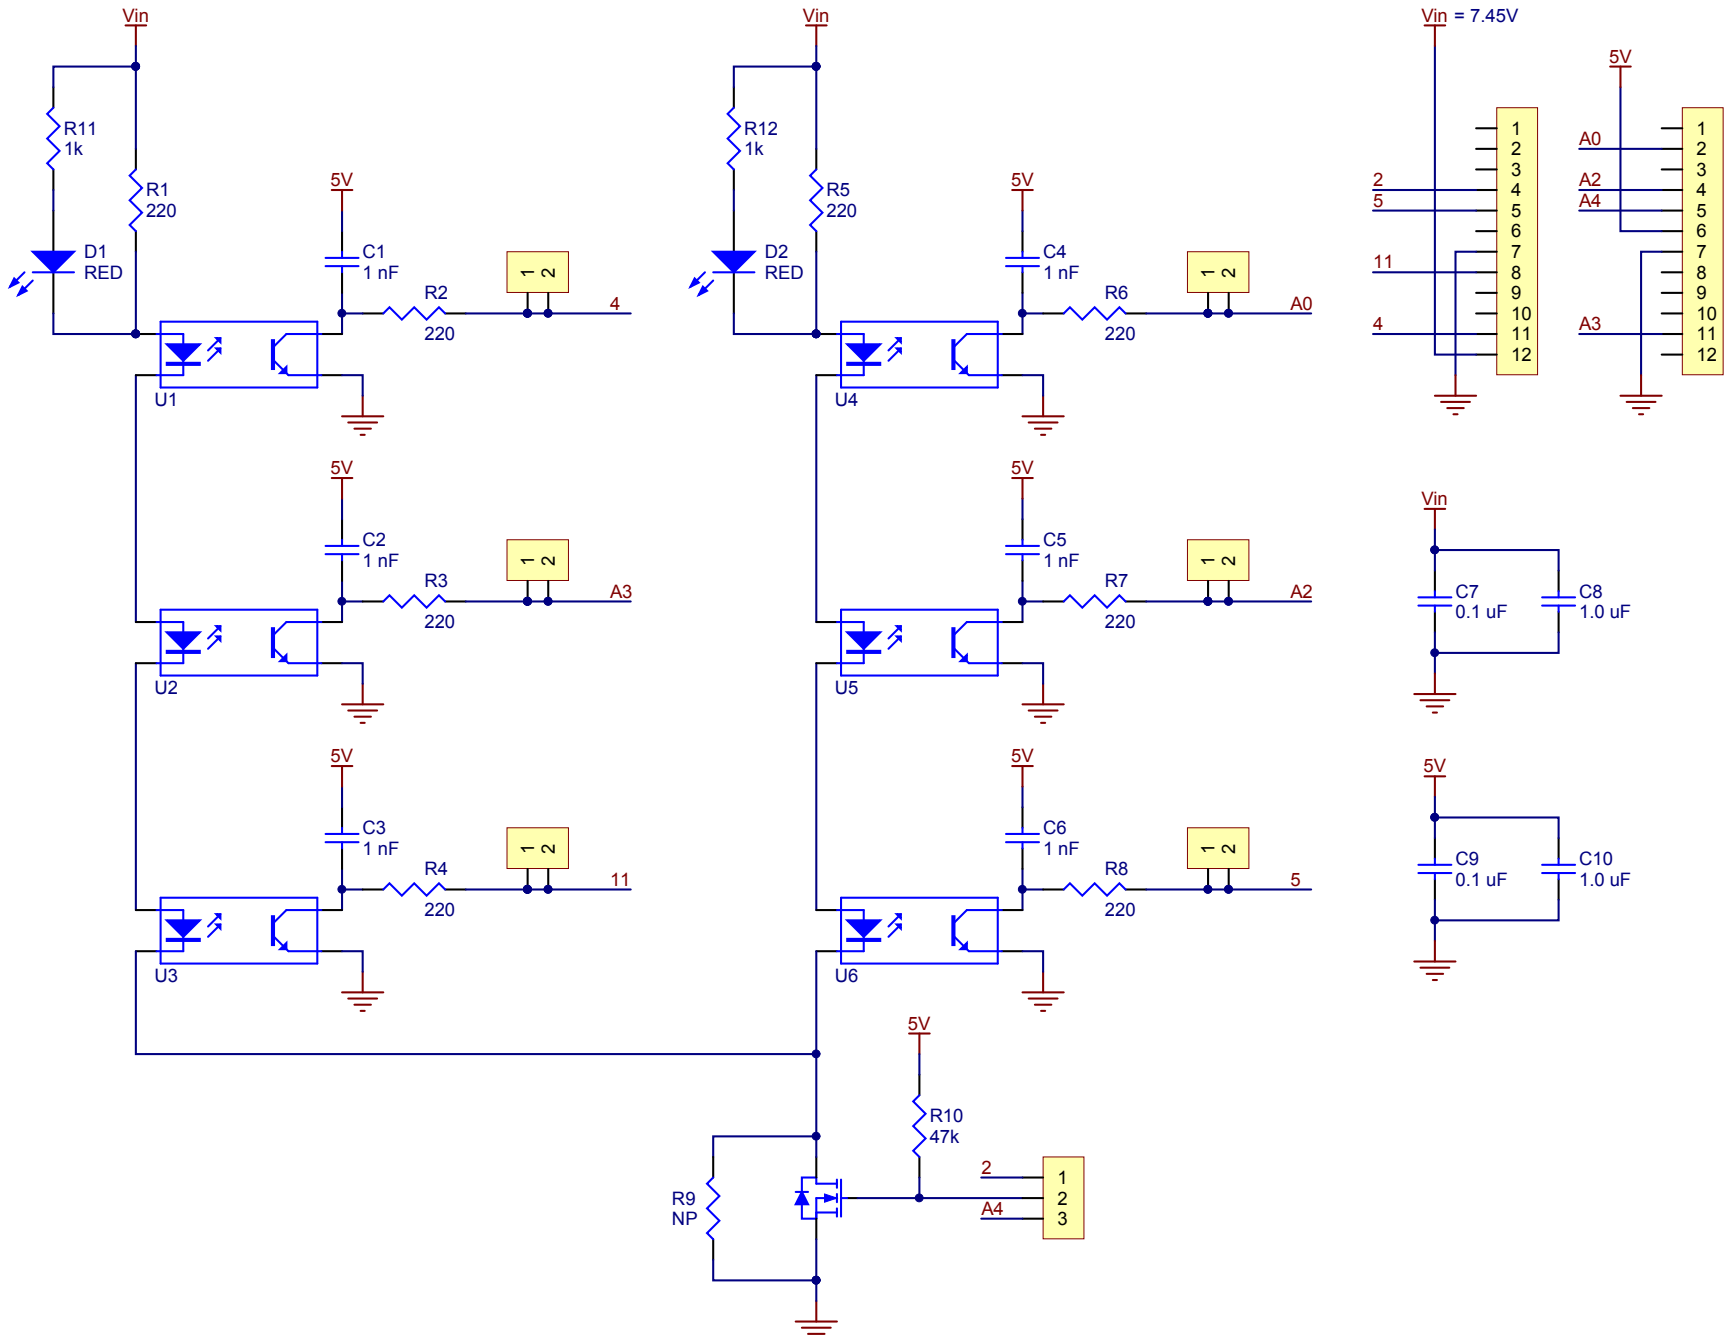 Vin
Vin
Vin = 7.45V
5V
R11
1k
R1
220
D1
RED
5V
C1
1 nF
R2
220
1
2
4
U1
R12
1k
R5
220
D2
RED
5V
C4
1 nF
R6
220
1
2
A0
U4
2
5
11
4
1
2
3
4
5
6
7
8
9
10
11
12
A0
A2
A4
A3
1
2
3
4
5
6
7
8
9
10
11
12
5V
C2
1 nF
R3
220
1
2
A3
U2
5V
C5
1 nF
R7
220
1
2
A2
U5
Vin
C7
0.1 uF
C8
1.0 uF
5V
C3
1 nF
R4
220
1
2
11
U3
5V
C6
1 nF
R8
220
1
2
5
U6
5V
C9
0.1 uF
C10
1.0 uF
5V
R10
47k
R9
NP
2
A4
1
2
3